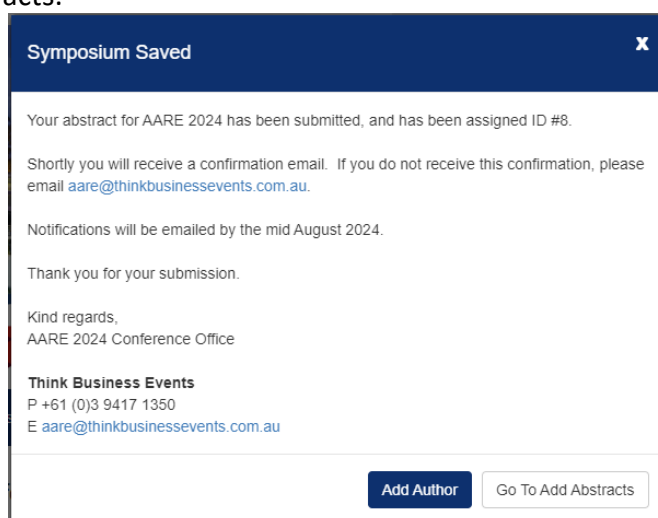 Symposium Saved
x
Your abstract for AARE 2024 has been submitted, and has been assigned ID #8.
Shortly you will receive a confirmation email.  If you do not receive this confirmation, please
email aare@thinkbusinessevents.com.au.
Notifications will be emailed by the mid August 2024.
Thank you for your submission.
Kind regards,
AARE 2024 Conference Office
Think Business Events
P +61 (0)3 9417 1350
E aare@thinkbusinessevents.com.au
Add Author
Go To Add Abstracts